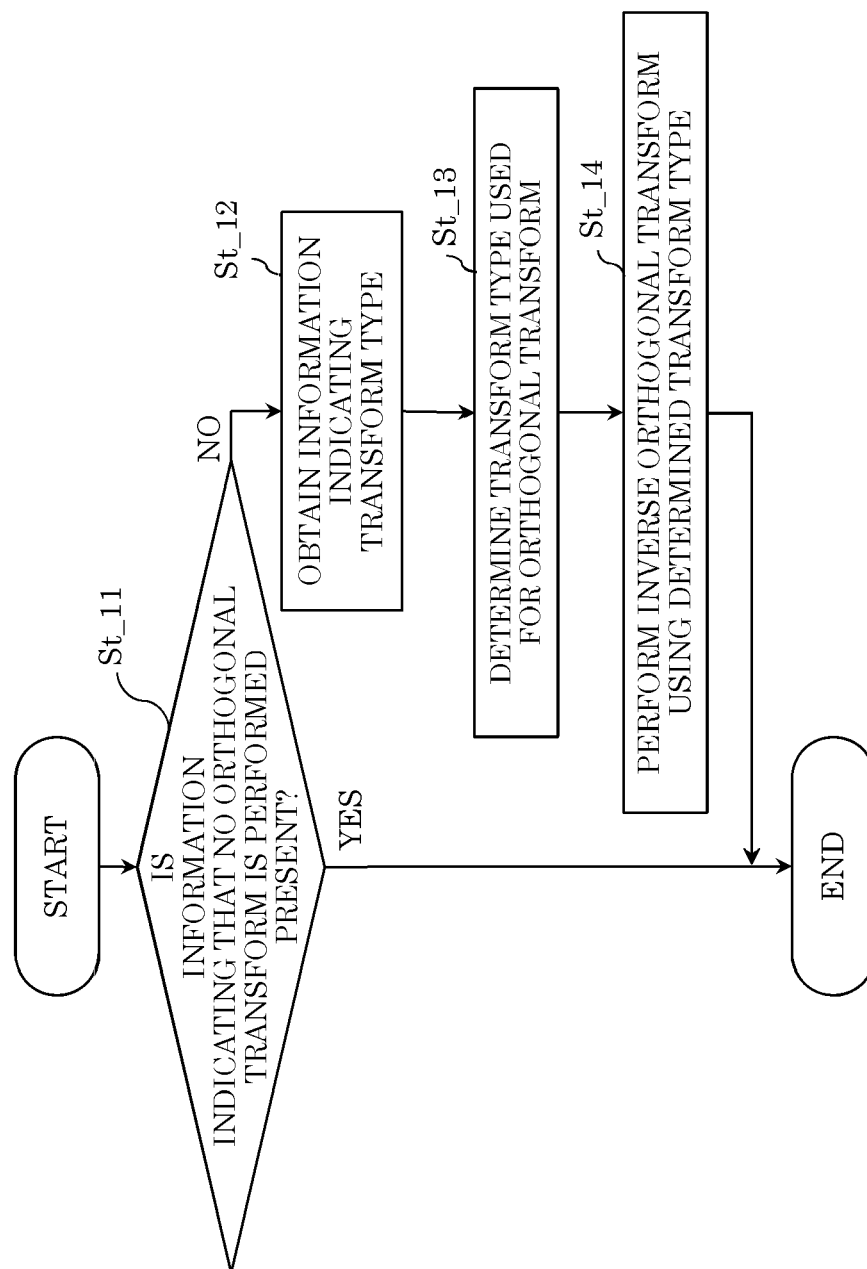 START
St_11
IS
INFORMATION
INDICATING THAT NO ORTHOGONAL
TRANSFORM IS PERFORMED
PRESENT?
NO
YES
St_12
OBTAIN INFORMATION
INDICATING
TRANSFORM TYPE
St_13
DETERMINE TRANSFORM TYPE USED
FOR ORTHOGONAL TRANSFORM
St_14
PERFORM INVERSE ORTHOGONAL TRANSFORM
USING DETERMINED TRANSFORM TYPE
END